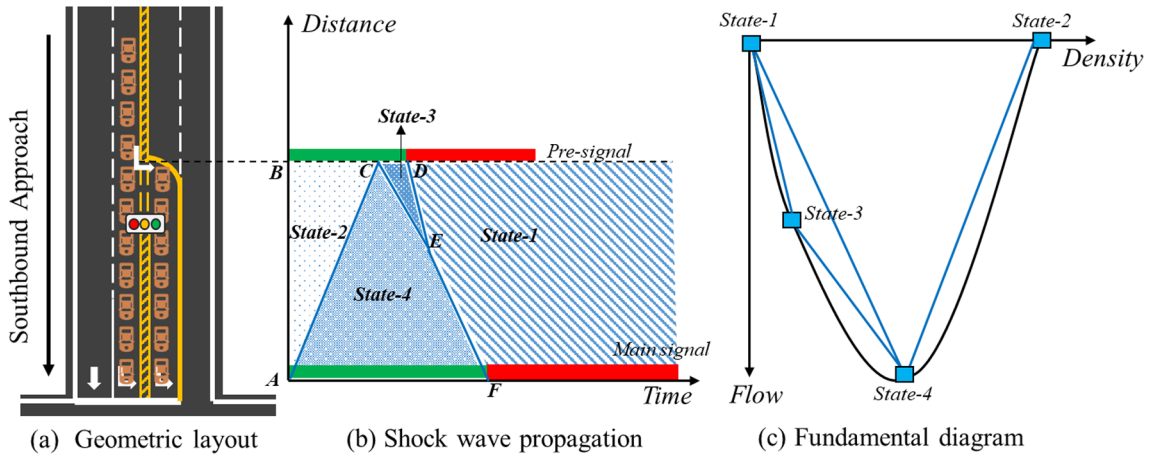 Southbound Approach
(a) Geometric layout
Distance
State-3
Pre-signal
B
C
D
State-2
State-1
E
State-4
Main signal
A
F
Time
(b) Shock wave propagation
State-1
State-2
Density
State-3
Flow
State-4
(c) Fundamental diagram